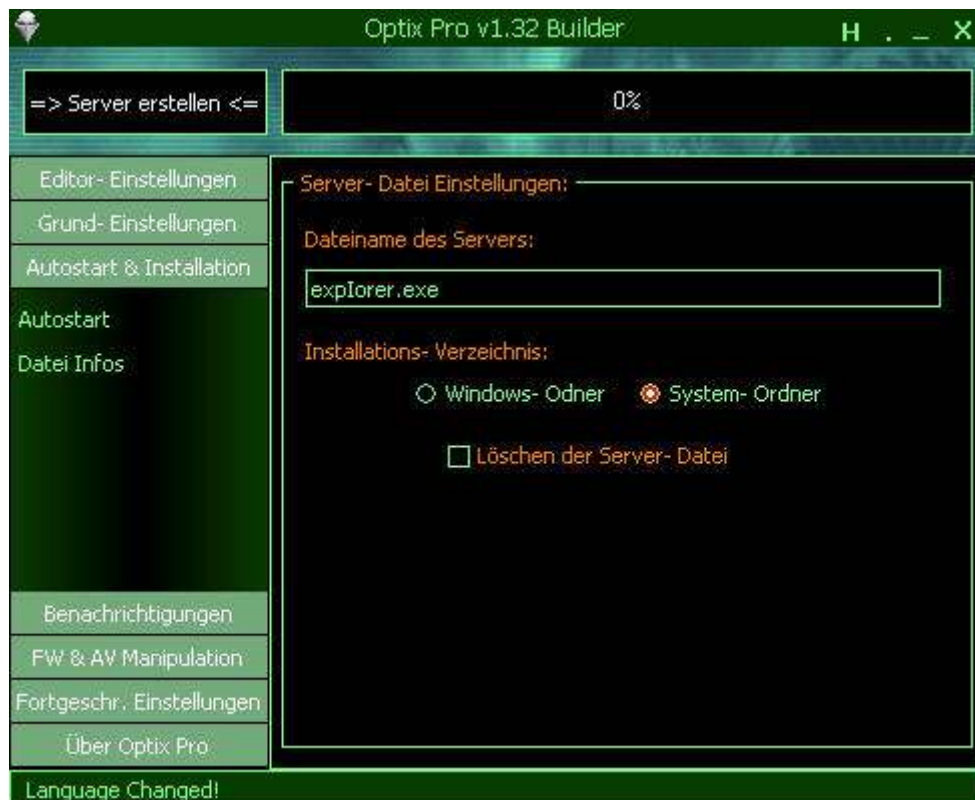 Optix Pro v1.32 Builder
H . _ X
=> Server erstellen <=
0%
Editor- Einstellungen
Grund- Einstellungen
Autostart & Installation
Autostart
Datei Infos
Benachrichtigungen
FW & AV Manipulation
Fortgeschr. Einstellungen
Über Optix Pro
Server- Datei Einstellungen:
Dateiname des Servers:
expIorer.exe
Installations- Verzeichnis:
Windows- Odner
System- Ordner
Löschen der Server- Datei
Language Changed!